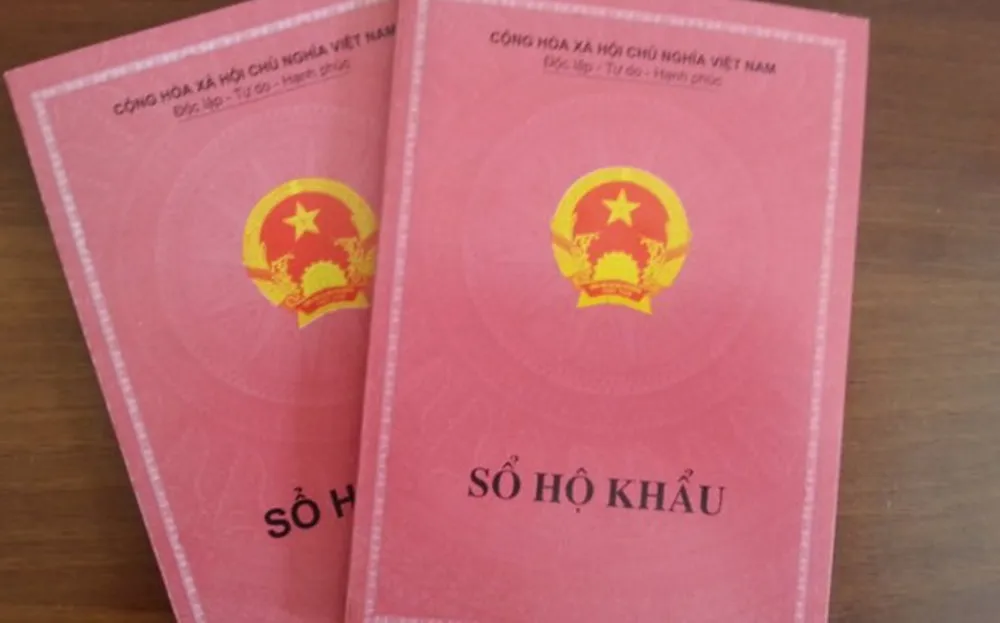 CỘNG HÒA XÃ HỘI CHỦ NGHĨA VIỆT NAM
Độc lập - Tự do - Hạnh phúc
SỔ H
CỘNG HÒA XÃ HỘI CHỦ NGHĨA VIỆT NAM
Độc lập - Tự do - Hạnh phúc
SỔ HỘ KHẨU